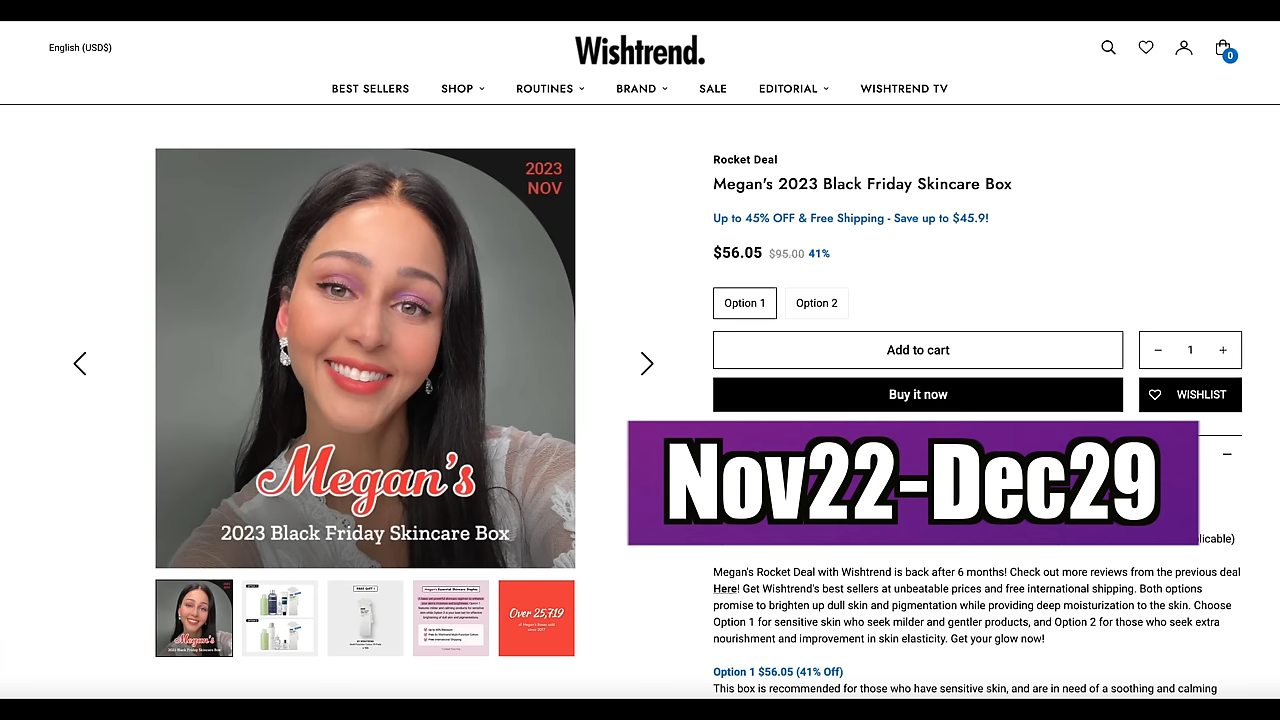 English (USD$)
Wishtrend.
0
BEST SELLERS
SHOP
ROUTINES
BRAND
SALE
EDITORIAL
WISHTREND TV
2023
NOV
Megan's
2023 Black Friday Skincare Box
Over 25,719
Rocket Deal
Megan's 2023 Black Friday Skincare Box
Up to 45% OFF & Free Shipping - Save up to $45.9!
$56.05 $95.00 41%
Option 1
Option 2
Add to cart
− 1 +
Buy it now
WISHLIST
Nov22-Dec29
licable)
Megan's Rocket Deal with Wishtrend is back after 6 months! Check out more reviews from the previous deal
Here! Get Wishtrend's best sellers at unbeatable prices and free international shipping. Both options
promise to brighten up dull skin and pigmentation while providing deep moisturization to the skin. Choose
Option 1 for sensitive skin who seek milder and gentler products, and Option 2 for those who seek extra
nourishment and improvement in skin elasticity. Get your glow now!
Option 1 $56.05 (41% Off)
This box is recommended for those who have sensitive skin, and are in need of a soothing and calming